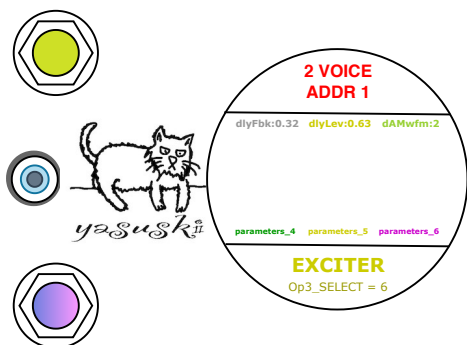 2 VOICE
ADDR 1
dlyFbk:0.32 dlyLev:0.63 dAMwfm:2
yasuski
parameters_4 parameters_5 parameters_6
EXCITER
Op3_SELECT = 6